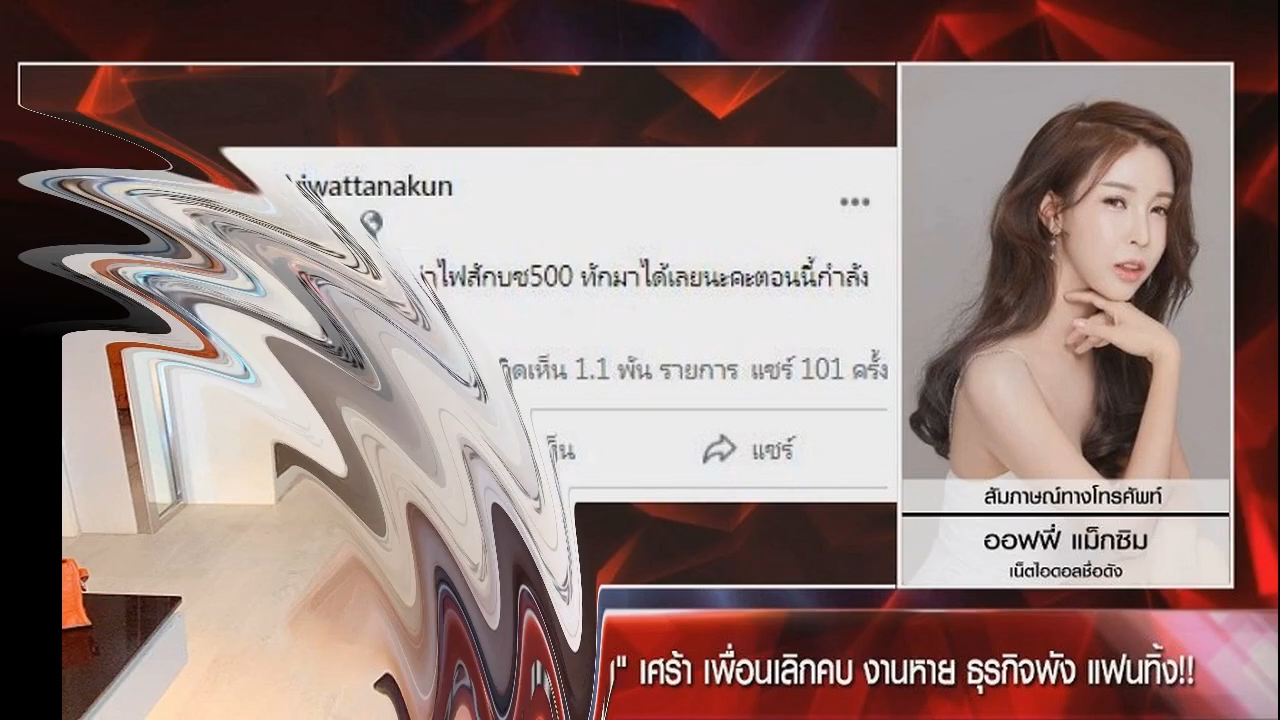 iwattanakun
าไฟสักบช500 ทักมาได้เลยนะคะตอนนี้กำลัง
คิดเห็น 1.1 พัน รายการ แชร์ 101 ครั้ง
แชร์
สัมภาษณ์ทางโทรศัพท์
ออฟฟี่ แม็กซิม
เน็ตไอดอลชื่อดัง
" เศร้า เพื่อนเลิกคบ งานหาย ธุรกิจพัง แฟนทิ้ง!!